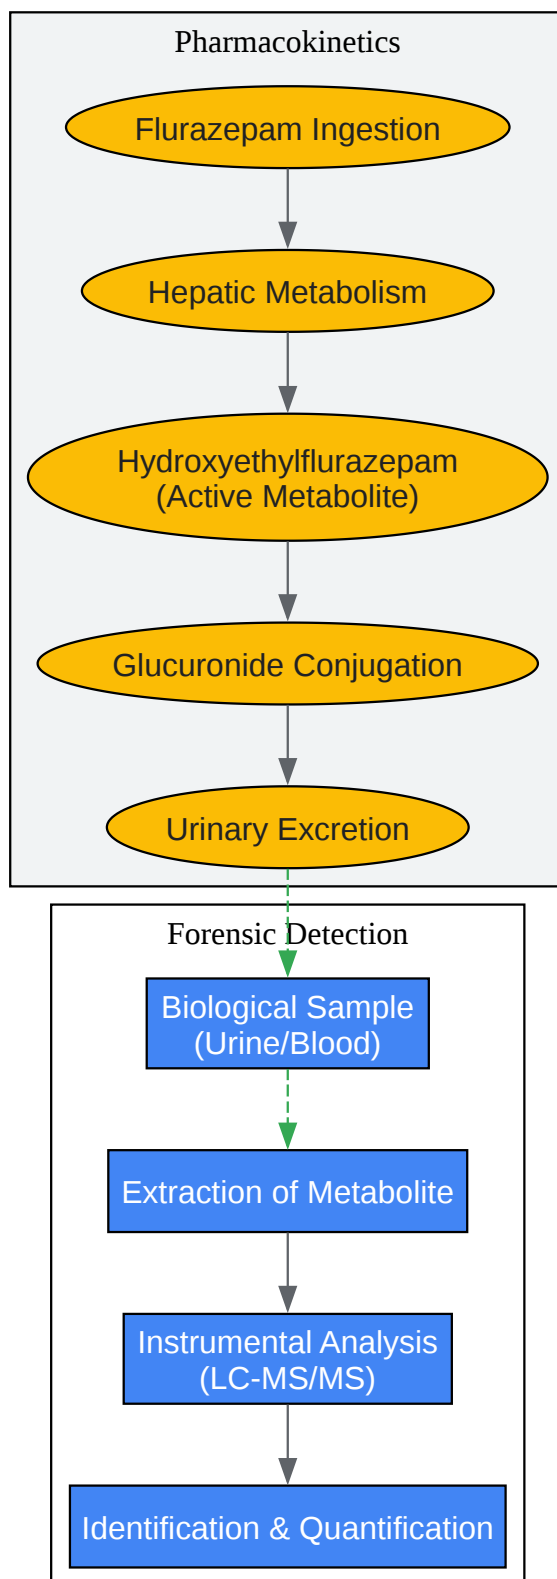 Pharmacokinetics
Flurazepam Ingestion
Hepatic Metabolism
Hydroxyethylflurazepam
(Active Metabolite)
Glucuronide Conjugation
Urinary Excretion
Forensic Detection
Biological Sample
(Urine/Blood)
Extraction of Metabolite
Instrumental Analysis
(LC-MS/MS)
Identification & Quantification